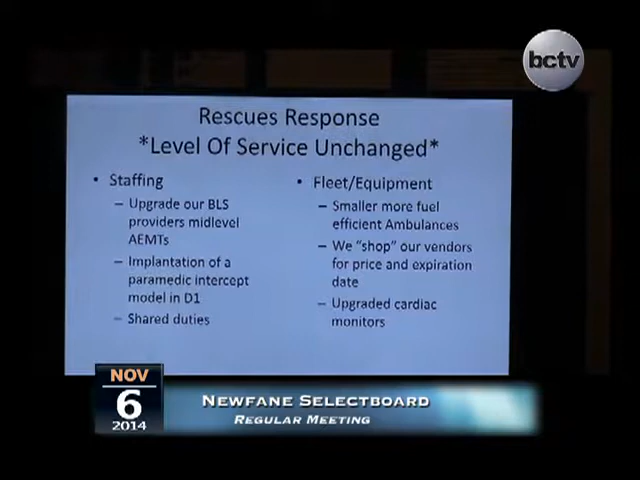 bctv
Rescues Response
*Level Of Service Unchanged*
• Staffing
– Upgrade our BLS
providers midlevel
AEMTs
– Implantation of a
paramedic intercept
model in D1
– Shared duties
• Fleet/Equipment
– Smaller more fuel
efficient Ambulances
– We “shop” our vendors
for price and expiration
date
– Upgraded cardiac
monitors
NOV
6
2014
NEWFANE SELECTBOARD
REGULAR MEETING